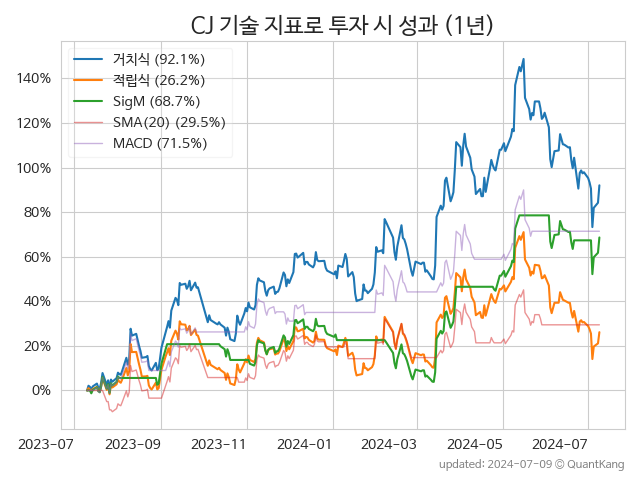 CJ 기술 지표로 투자 시 성과 (1년)
거치식 (92.1%)
적립식 (26.2%)
SigM (68.7%)
SMA(20) (29.5%)
MACD (71.5%)
140%
120%
100%
80%
60%
40%
20%
0%
2023-07
2023-09
2023-11
2024-01
2024-03
2024-05
2024-07
updated: 2024-07-09 © QuantKang